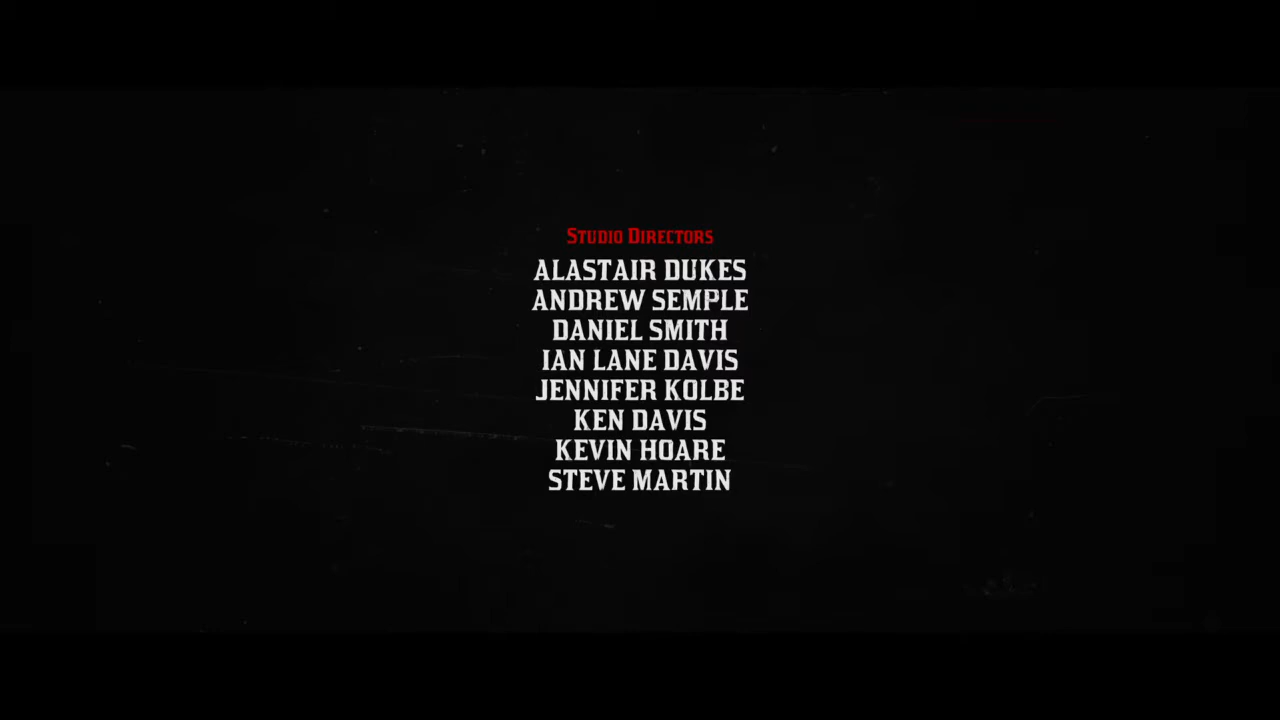 Studio Directors
ALASTAIR DUKES
ANDREW SEMPLE
DANIEL SMITH
IAN LANE DAVIS
JENNIFER KOLBE
KEN DAVIS
KEVIN HOARE
STEVE MARTIN